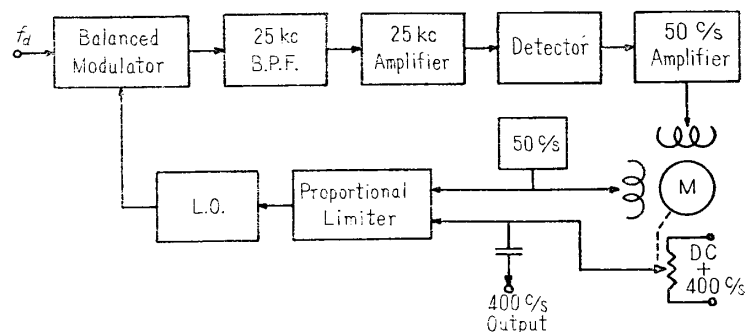 f_d
Balanced
Modulator
25 kc
B.P.F.
25 kc
Amplifier
Detector
50 c/s
Amplifier
50 c/s
L.O.
Proportional
Limiter
M
DC
+
400 c/s
400 c/s
Output